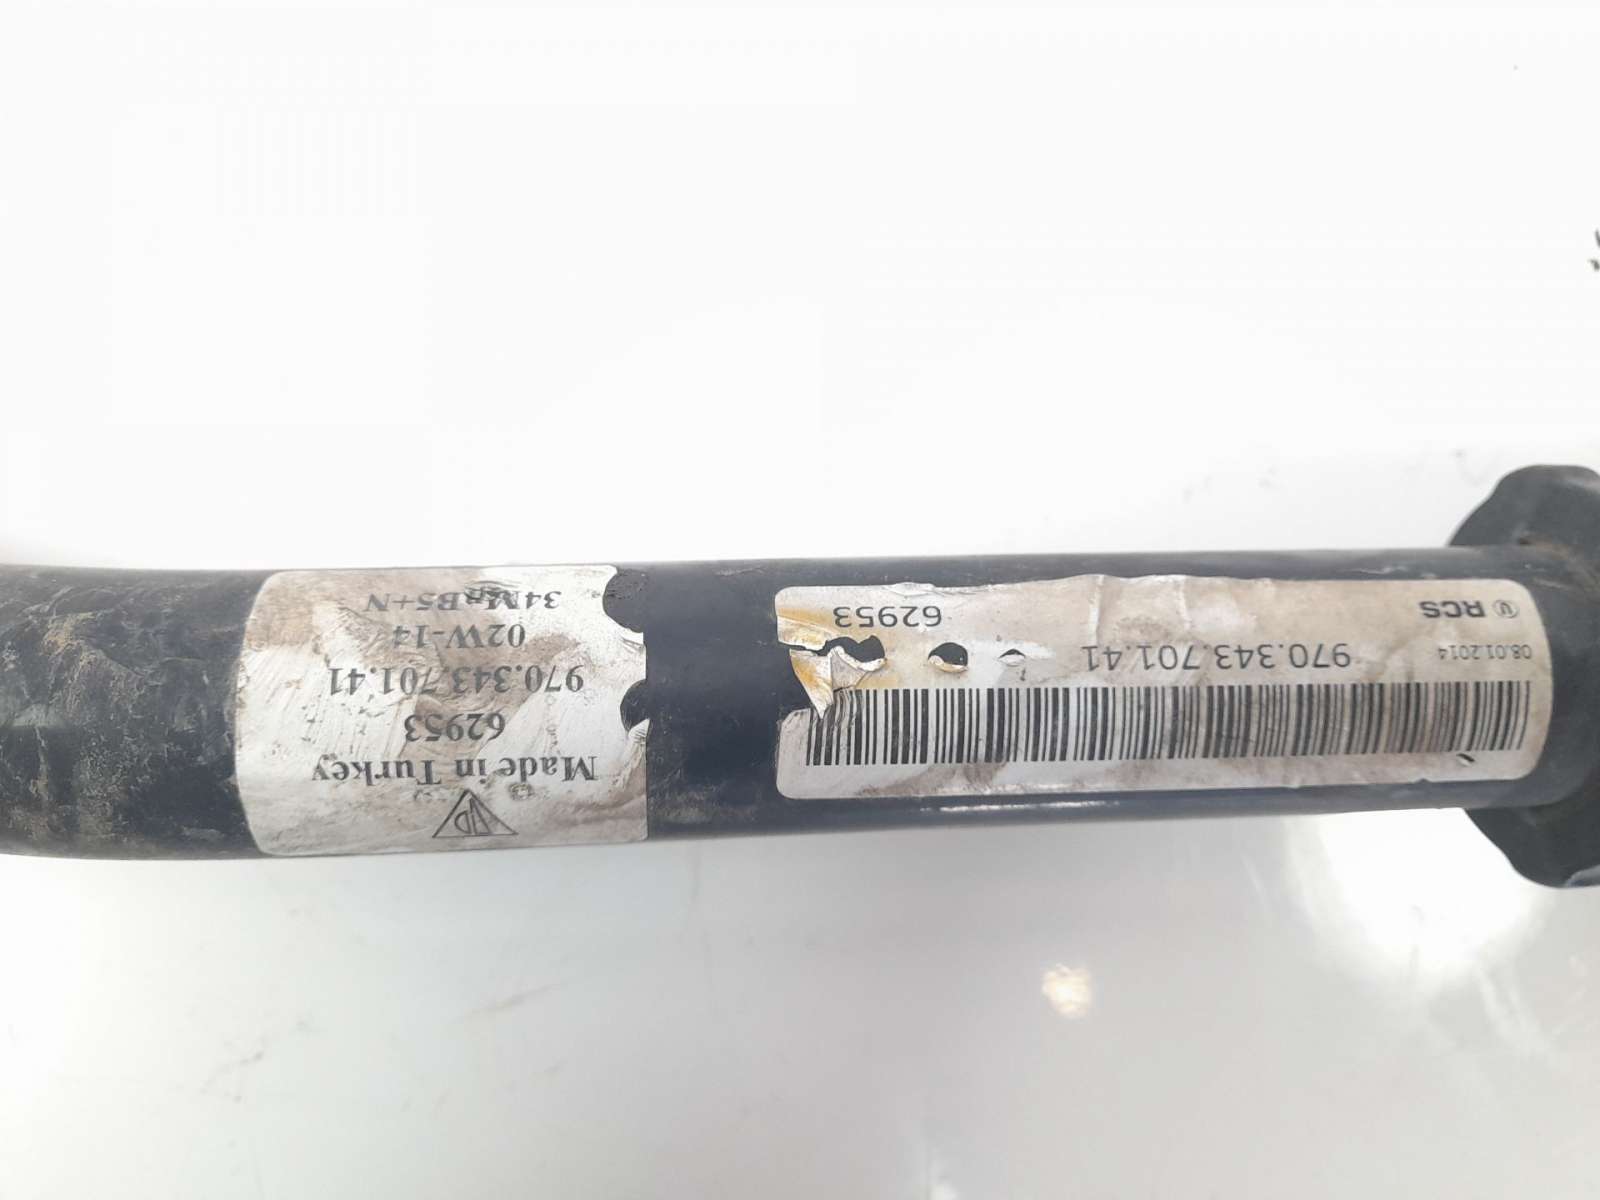 Made in Turkey
62953
970.343.701.41
02W-14
34MnB5+N
08.01.2014
970.343.701.41
RCS
62953